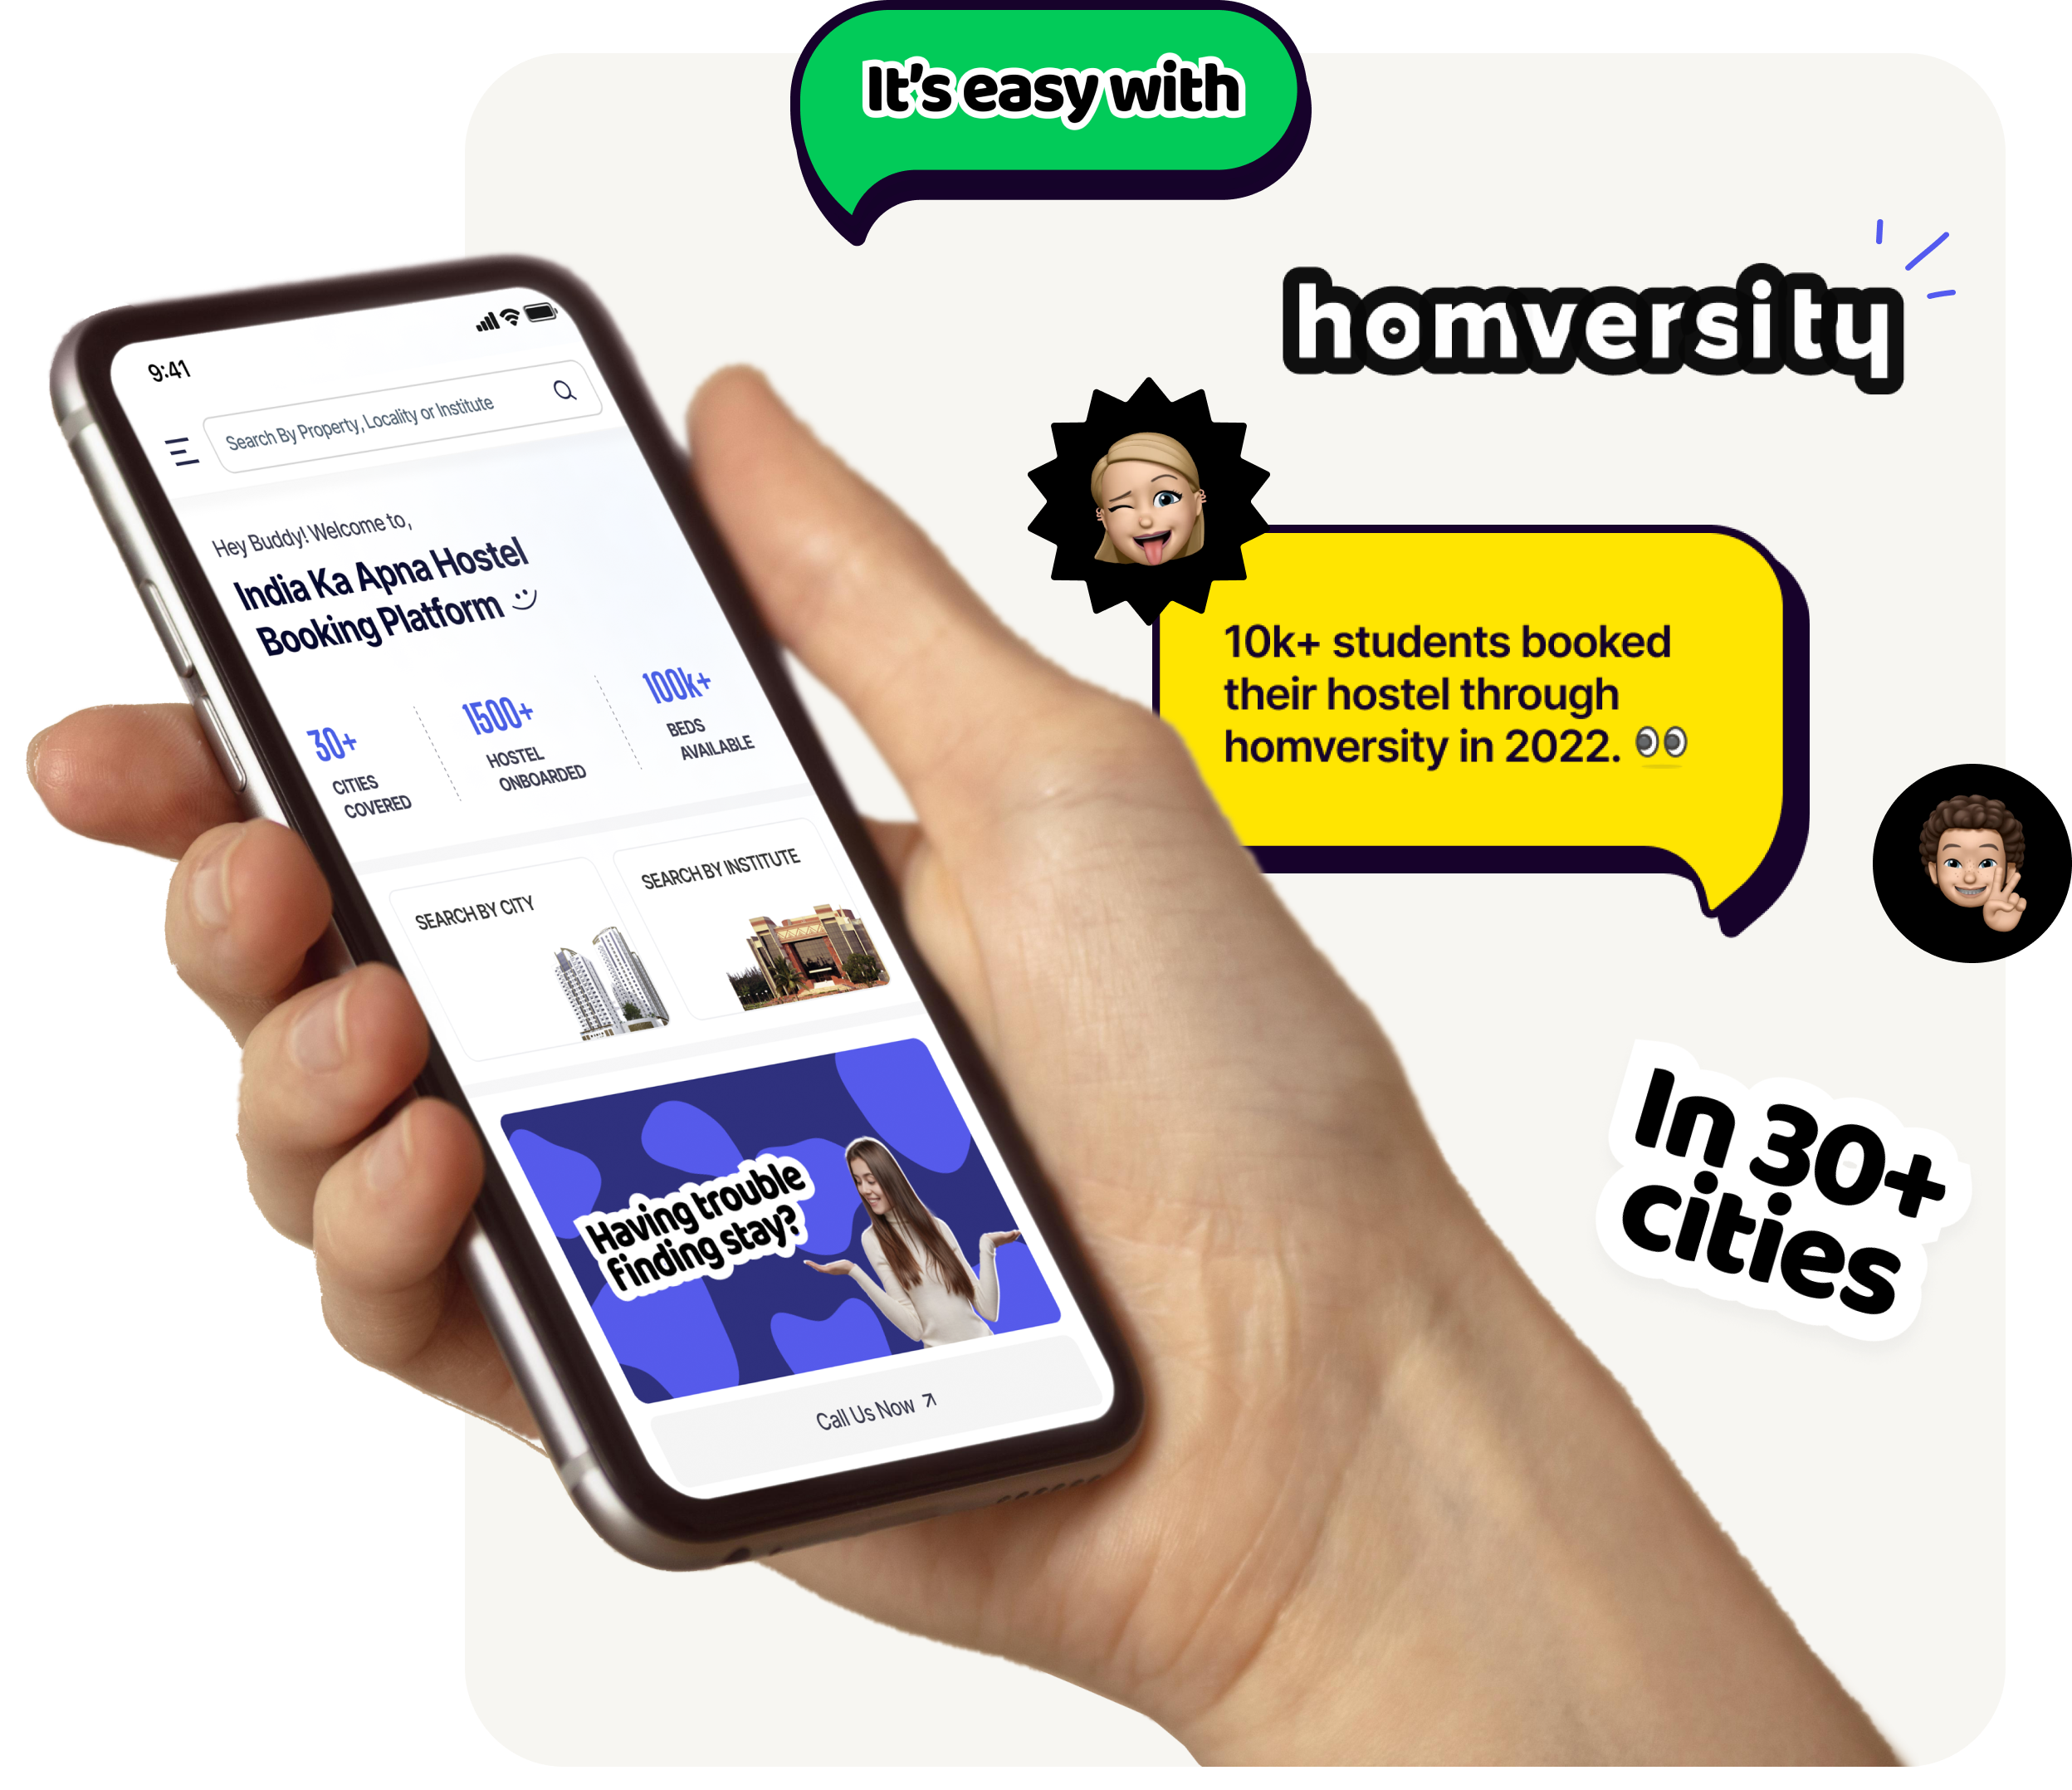 It's easy with
homversity
9:41
Search By Property, Locality or Institute
Hey Buddy! Welcome to,
India Ka Apna Hostel
Booking Platform
30+
CITIES
COVERED
1500+
HOSTEL
ONBOARDED
100k+
BEDS
AVAILABLE
SEARCH BY CITY
SEARCH BY INSTITUTE
Having trouble
finding stay?
Call Us Now
10k+ students booked
their hostel through
homversity in 2022. 👀
In 30+
cities